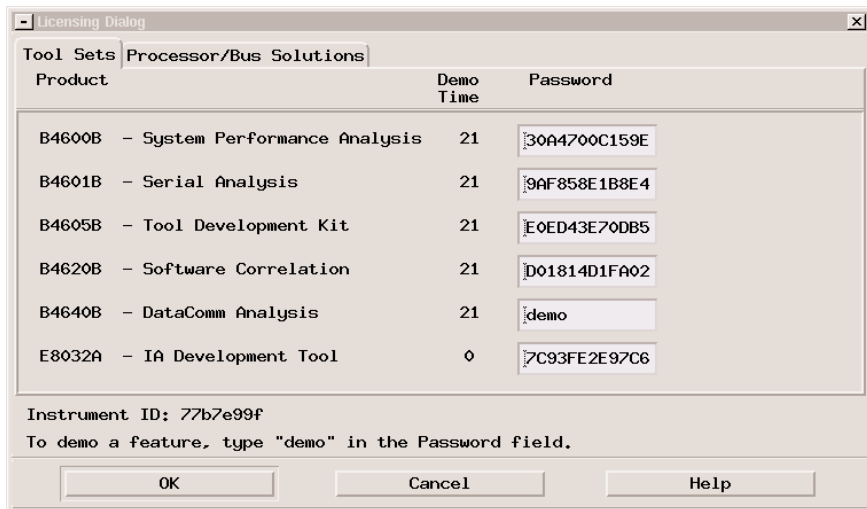 Licensing Dialog
Tool Sets Processor/Bus Solutions
Product Demo Time Password
B4600B - System Performance Analysis 21 30A4700C159E
B4601B - Serial Analysis 21 9AF858E1B8E4
B4605B - Tool Development Kit 21 E0ED43E70DB5
B4620B - Software Correlation 21 D01814D1FA02
B4640B - DataComm Analysis 21 demo
E8032A - IA Development Tool 0 7C93FE2E97C6
Instrument ID: 77b7e99f
To demo a feature, type "demo" in the Password field.
OK Cancel Help